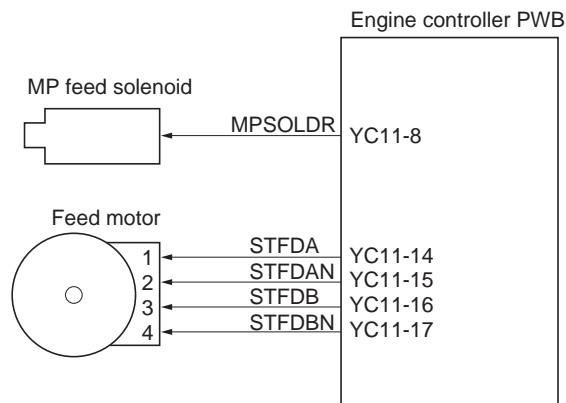 Engine controller PWB
MP feed solenoid
MPSOLDR
YC11-8
Feed motor
1
STFDA
YC11-14
2
STFDAN
YC11-15
3
STFDB
YC11-16
4
STFDBN
YC11-17